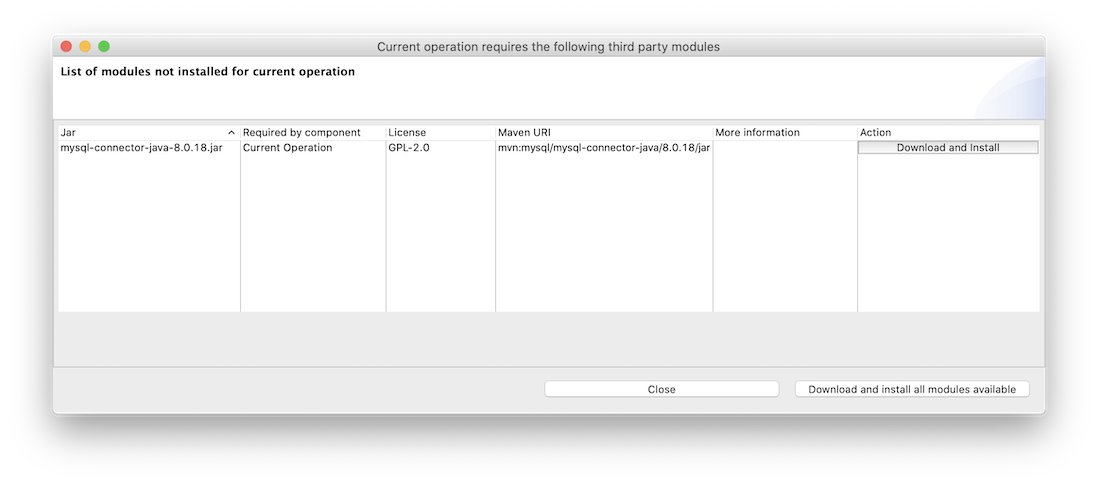 Current operation requires the following third party modules
List of modules not installed for current operation
Jar Required by component License Maven URI More information Action
mysql-connector-java-8.0.18.jar Current Operation GPL-2.0 mvn:mysql/mysql-connector-java/8.0.18/jar Download and Install
Close Download and install all modules available